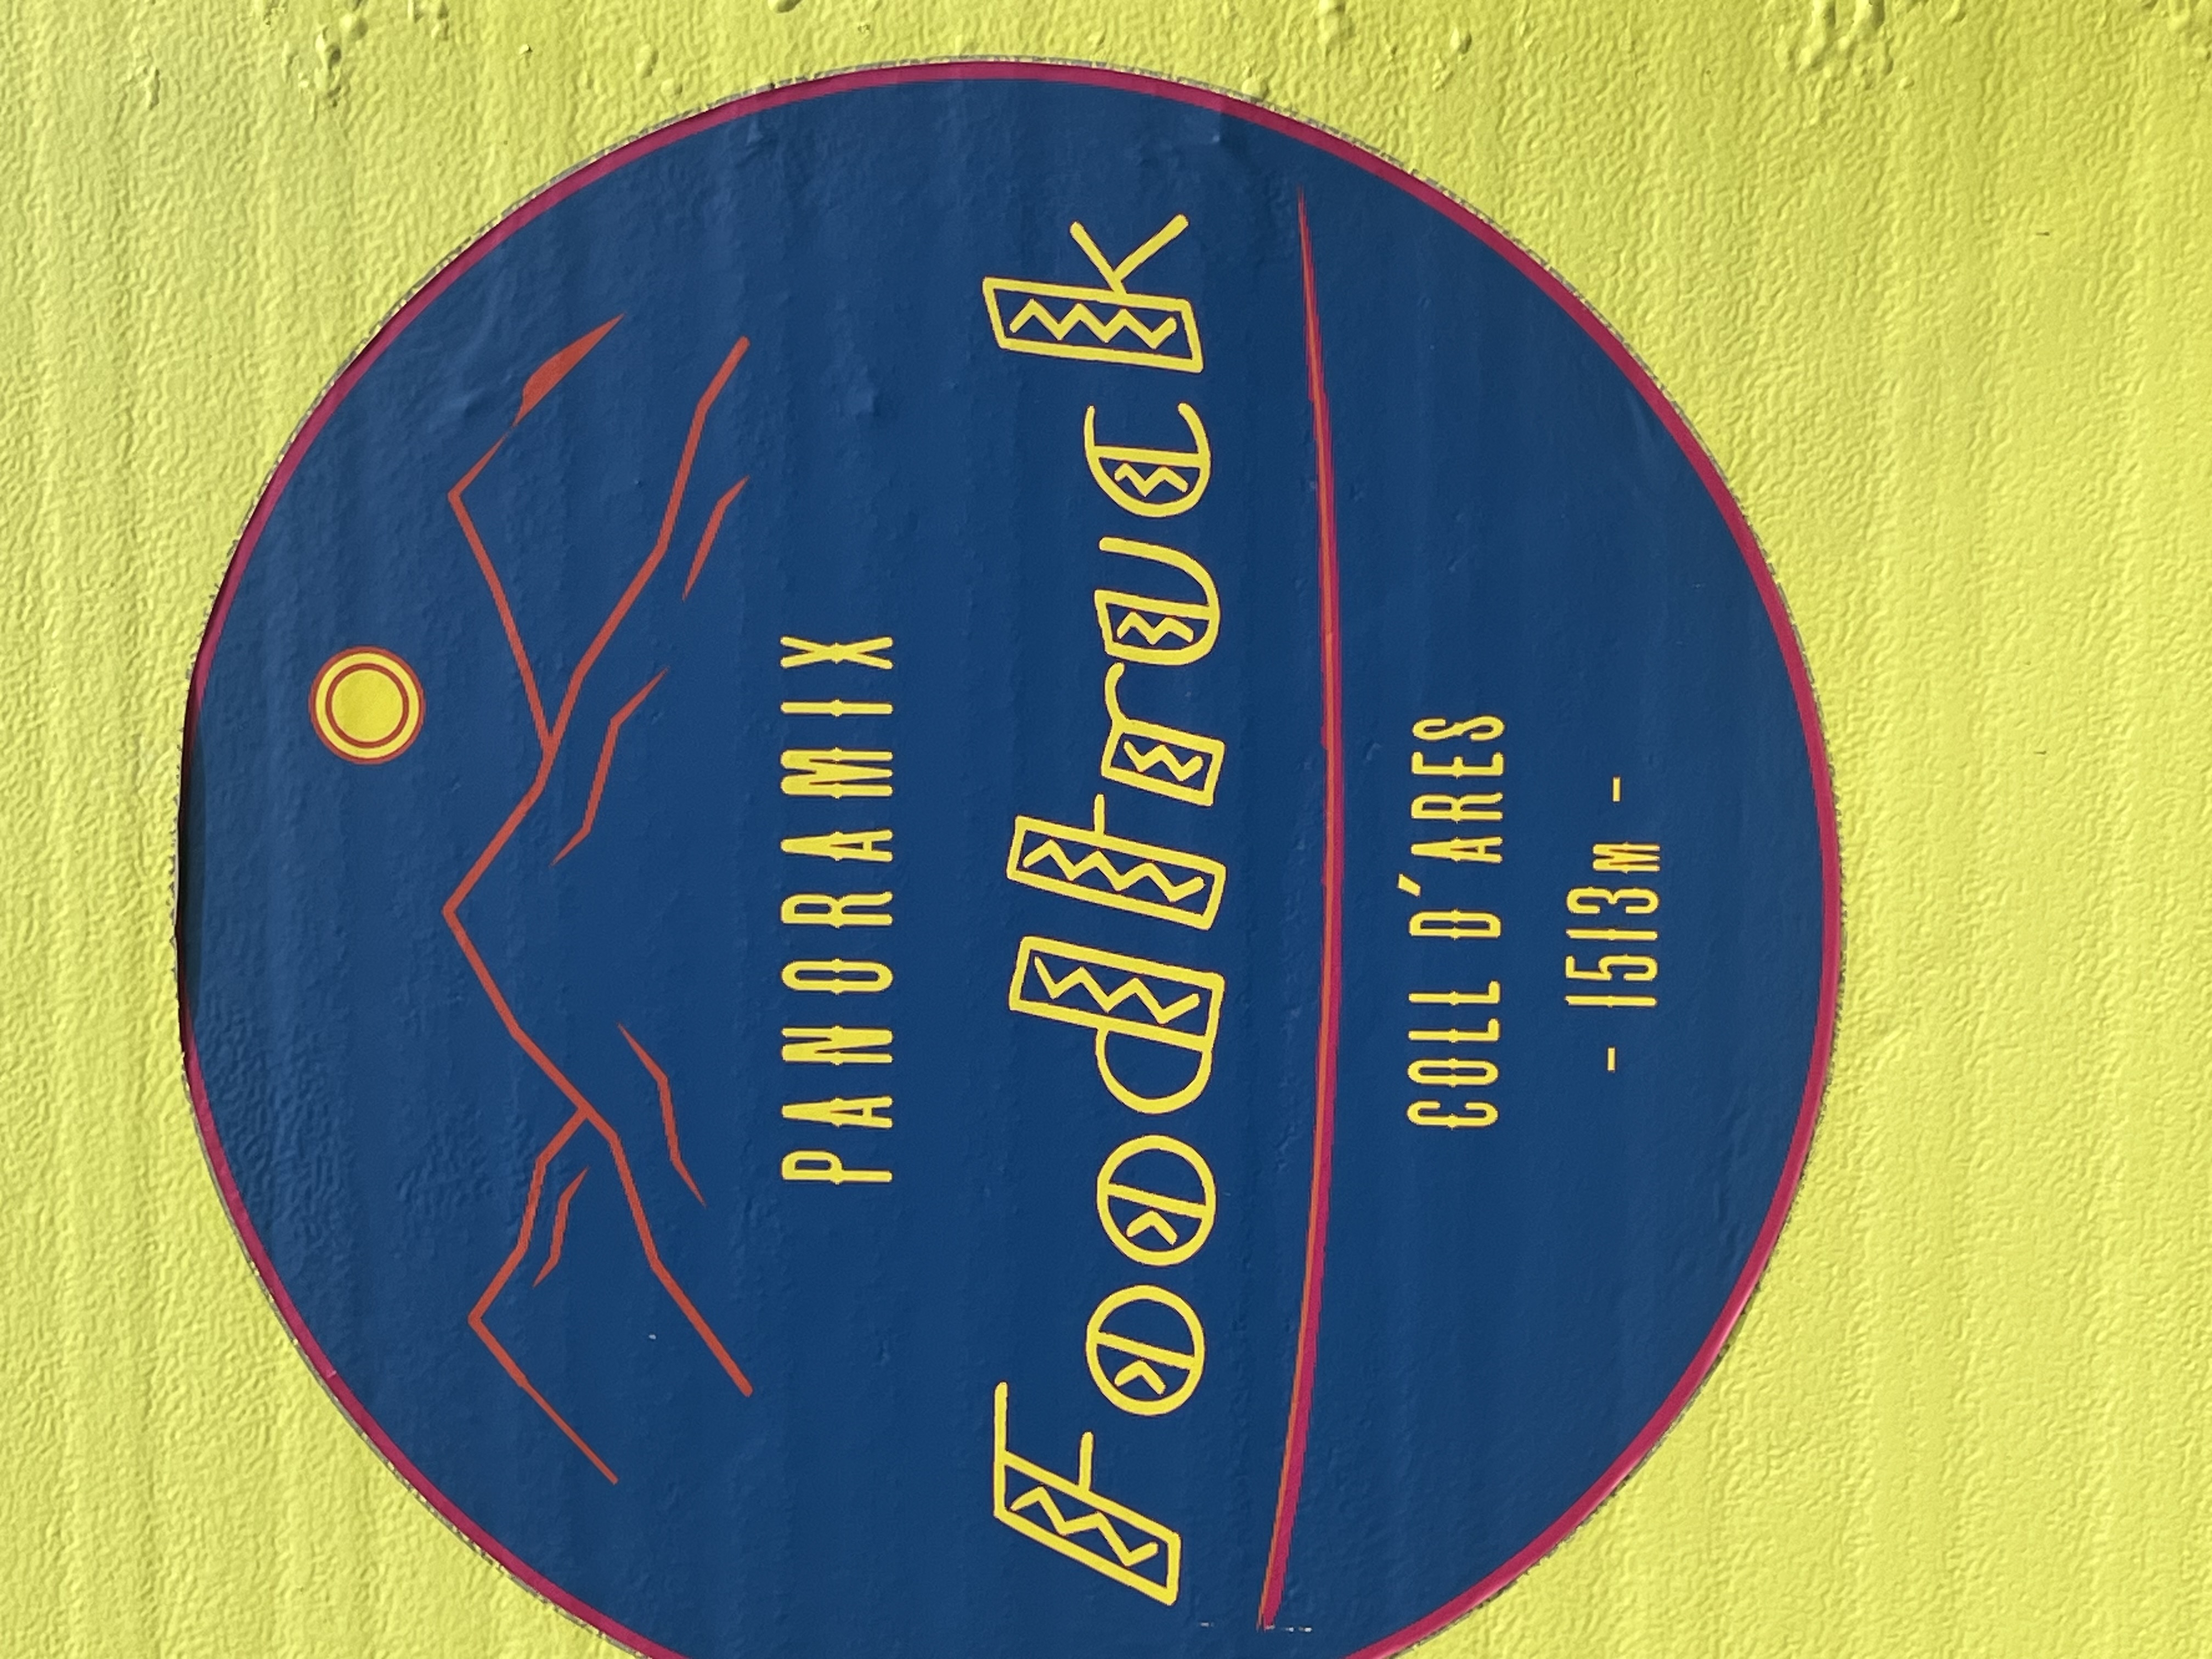 PANORAMIX
Foodtruck
COLL D'ARES
- 1513M -